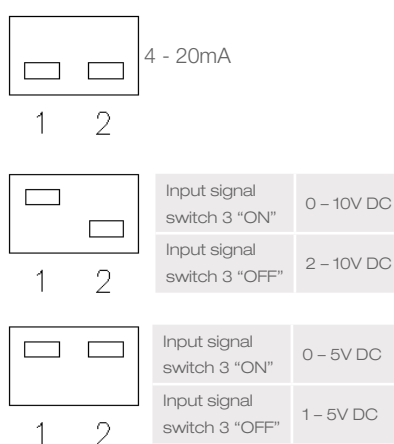 4 - 20mA
1 2
Input signal
switch 3 “ON”
0 – 10V DC
Input signal
switch 3 “OFF”
2 – 10V DC
1 2
Input signal
switch 3 “ON”
0 – 5V DC
Input signal
switch 3 “OFF”
1 – 5V DC
1 2